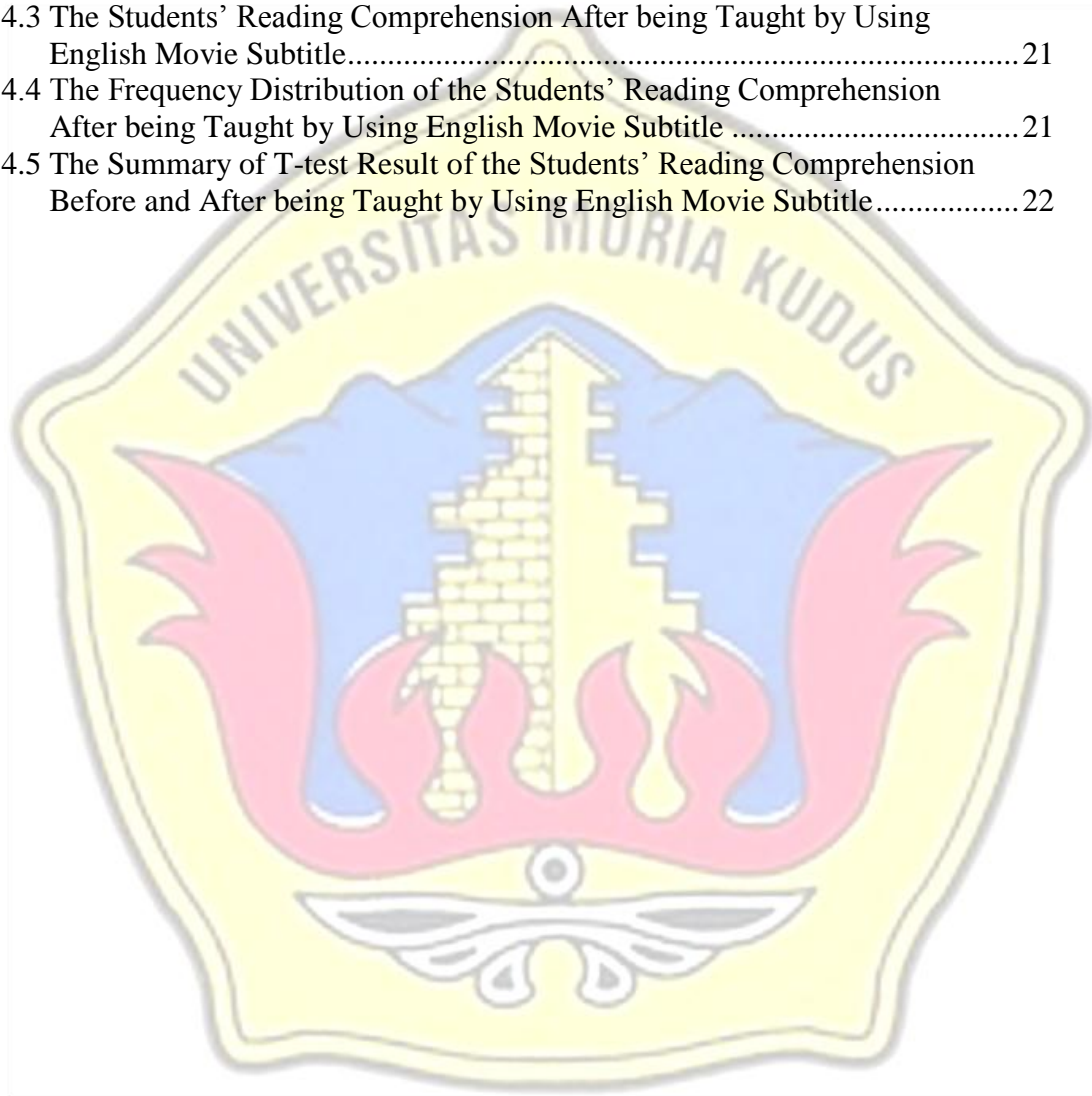 4.3 The Students’ Reading Comprehension After being Taught by Using
English Movie Subtitle........................................................................................21
4.4 The Frequency Distribution of the Students’ Reading Comprehension
After being Taught by Using English Movie Subtitle .....................................21
4.5 The Summary of T-test Result of the Students’ Reading Comprehension
Before and After being Taught by Using English Movie Subtitle..................22
UNIVERSITAS MURIA KUDUS